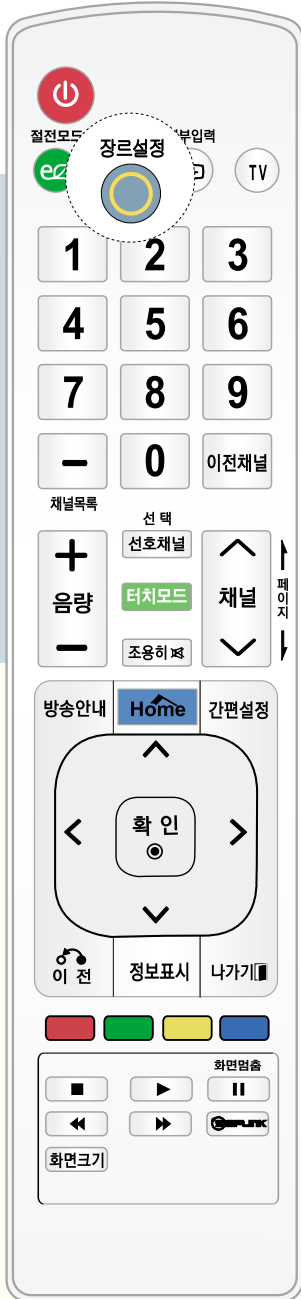 절전모드
부입력
장르설정
TV
1 2 3
4 5 6
7 8 9
- 0 이전채널
채널목록
선 택
선호채널
+
음량
-
터치모드
채널
페이지
조용히
방송안내 Home 간편설정
확 인
이 전 정보표시 나가기
화면멈춤
화면크기